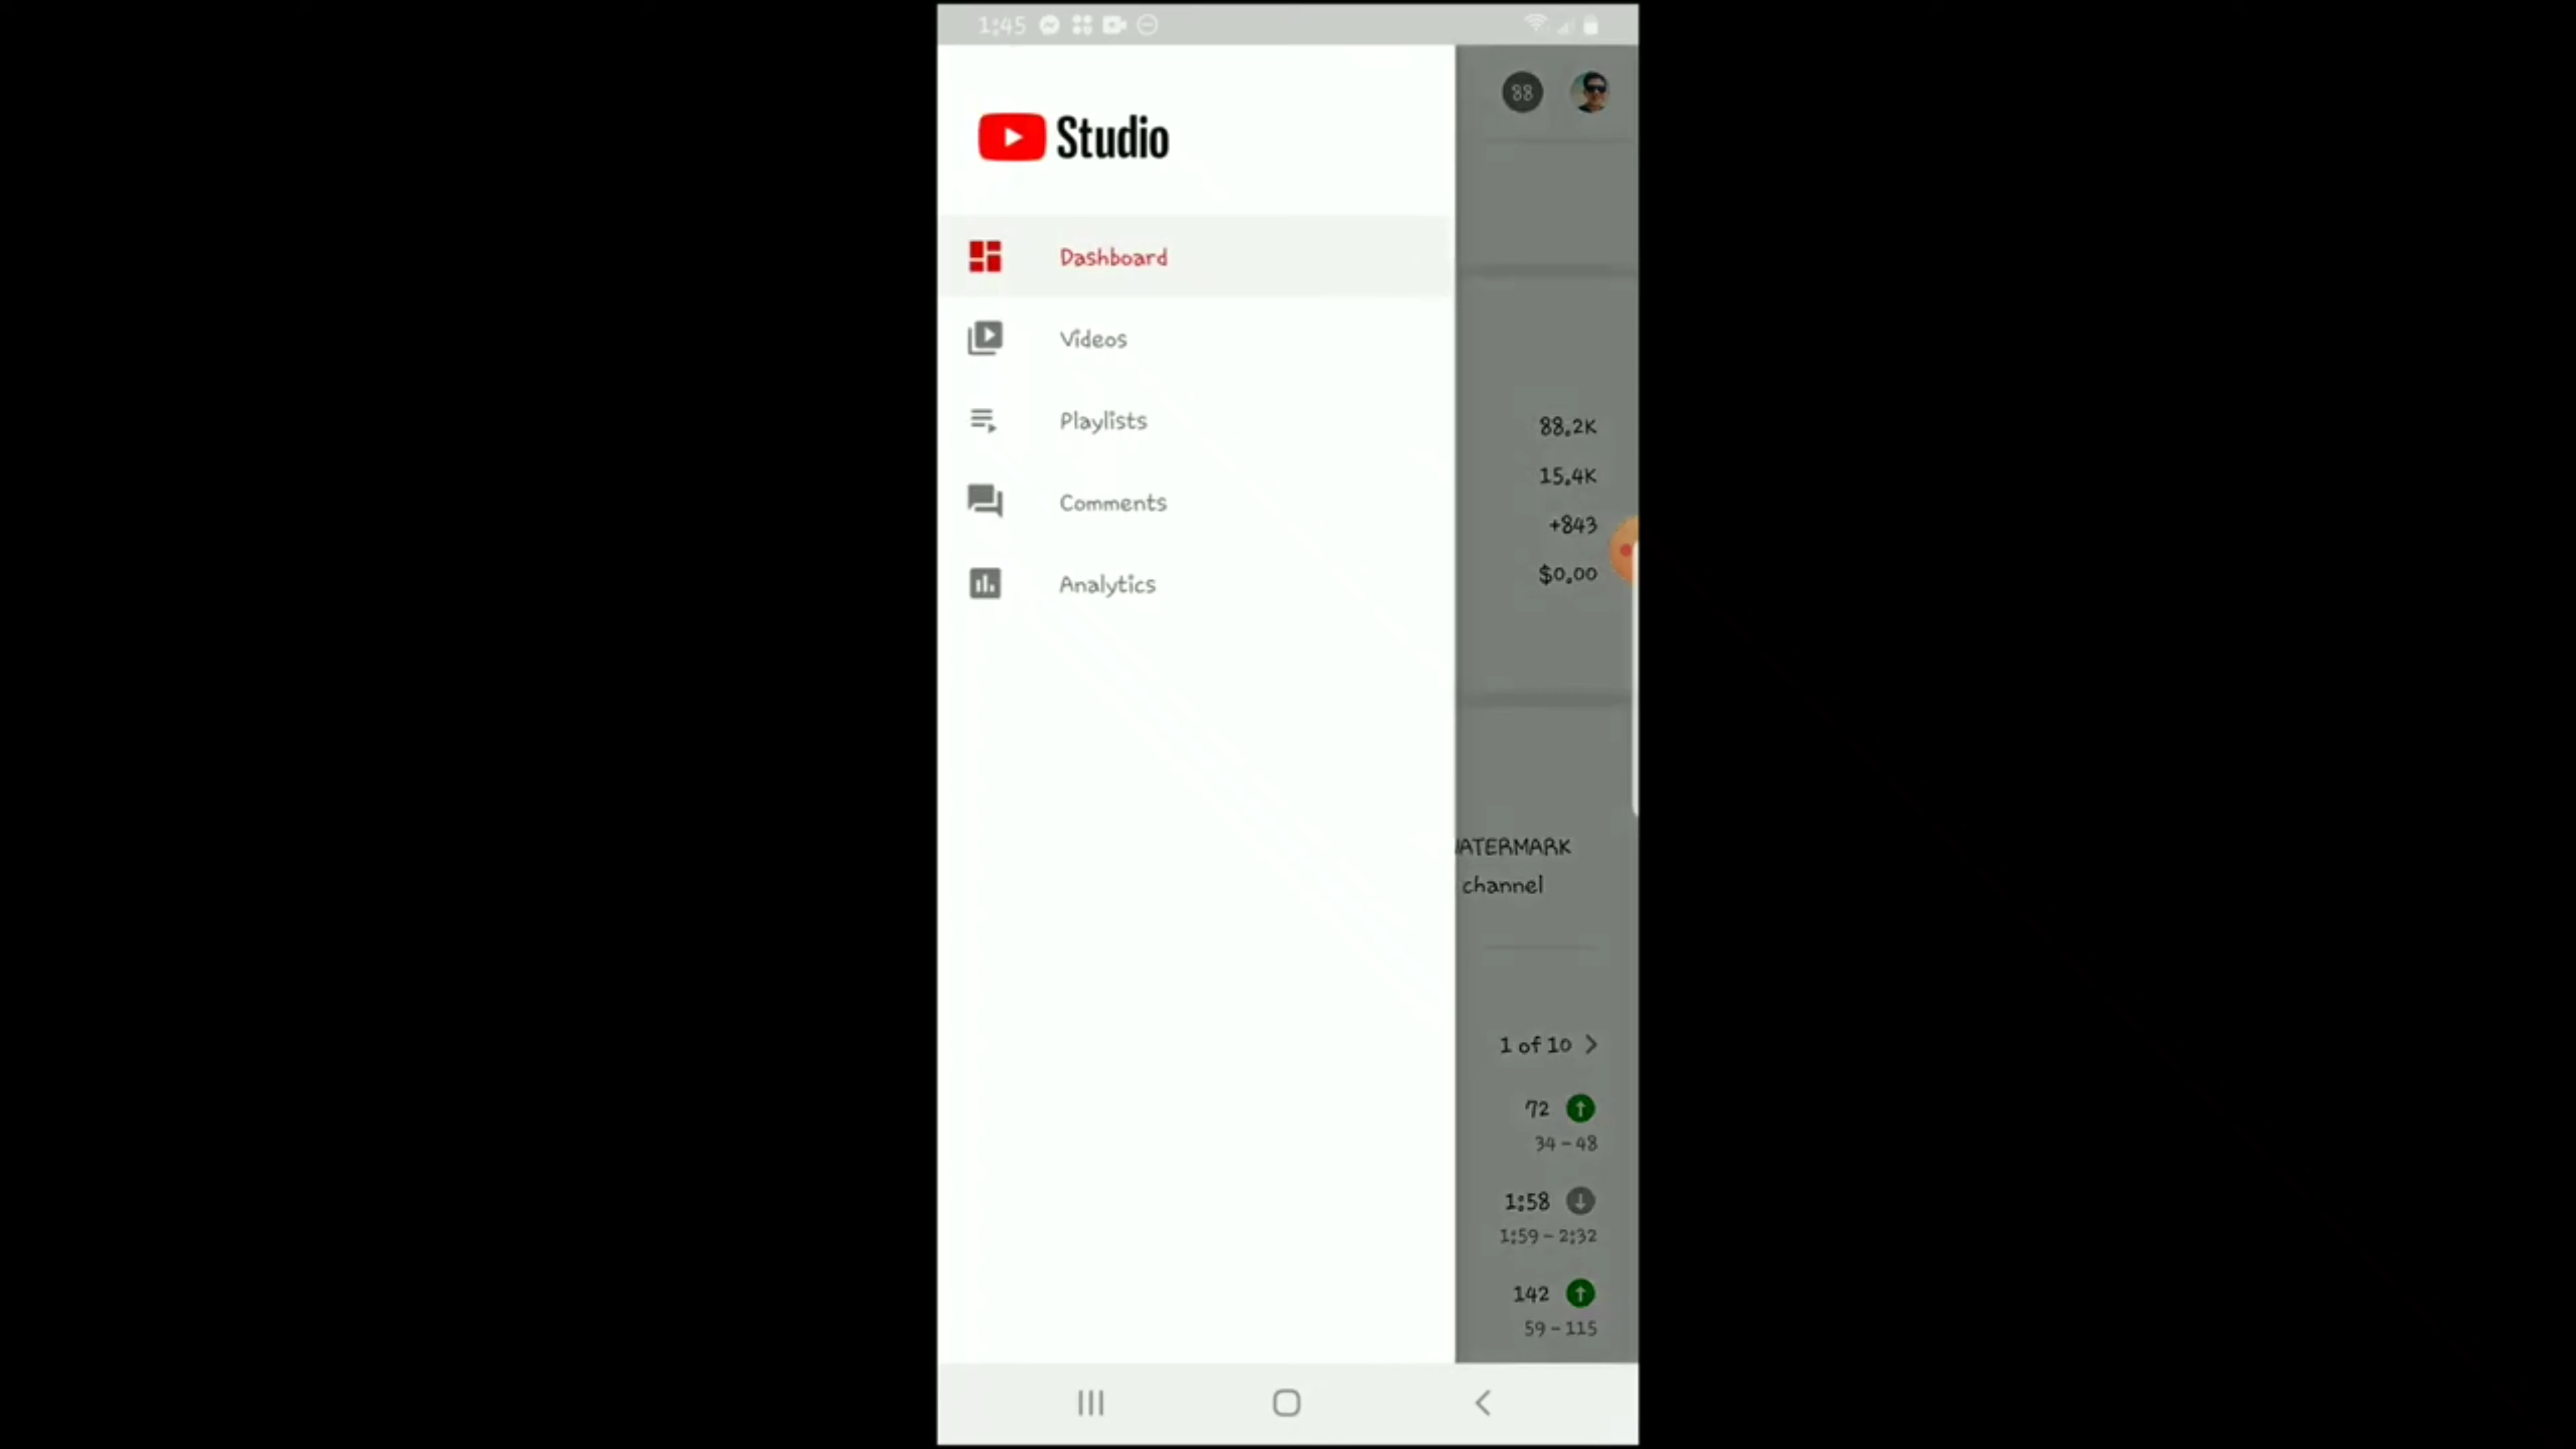 1:45
88
Studio
Dashboard
Videos
Playlists
Comments
Analytics
88.2K
15.4K
+843
$0.00
channel
1 of 10
72
34 – 48
1:58
1:59 – 2:32
142
59 – 115